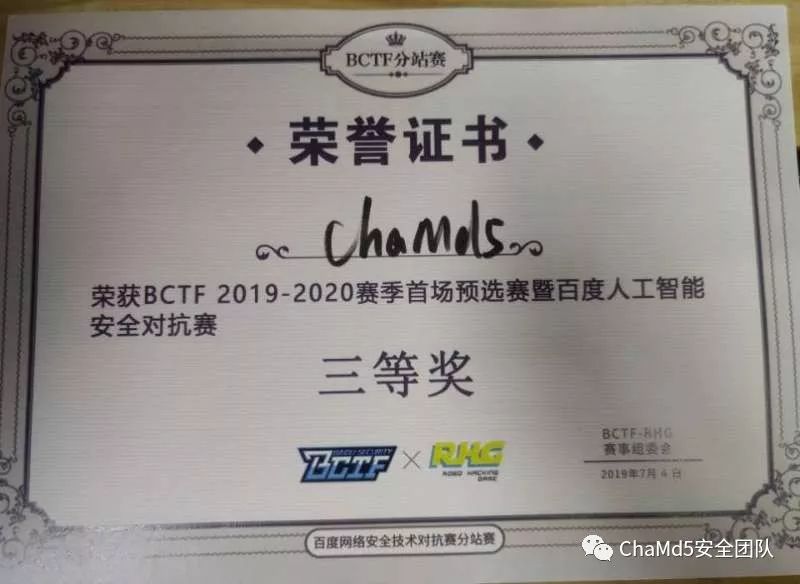 BCTF分站赛
荣誉证书
ChaMd5
荣获BCTF 2019-2020赛季首场预选赛暨百度人工智能
安全对抗赛
三等奖
BAIDU SECURITY
BCTF
×
RHG
ROBO HACKING
GAME
BCTF-RHG
赛事组委会
2019年7月 4 日
百度网络安全技术对抗赛分站赛
ChaMd5安全团队